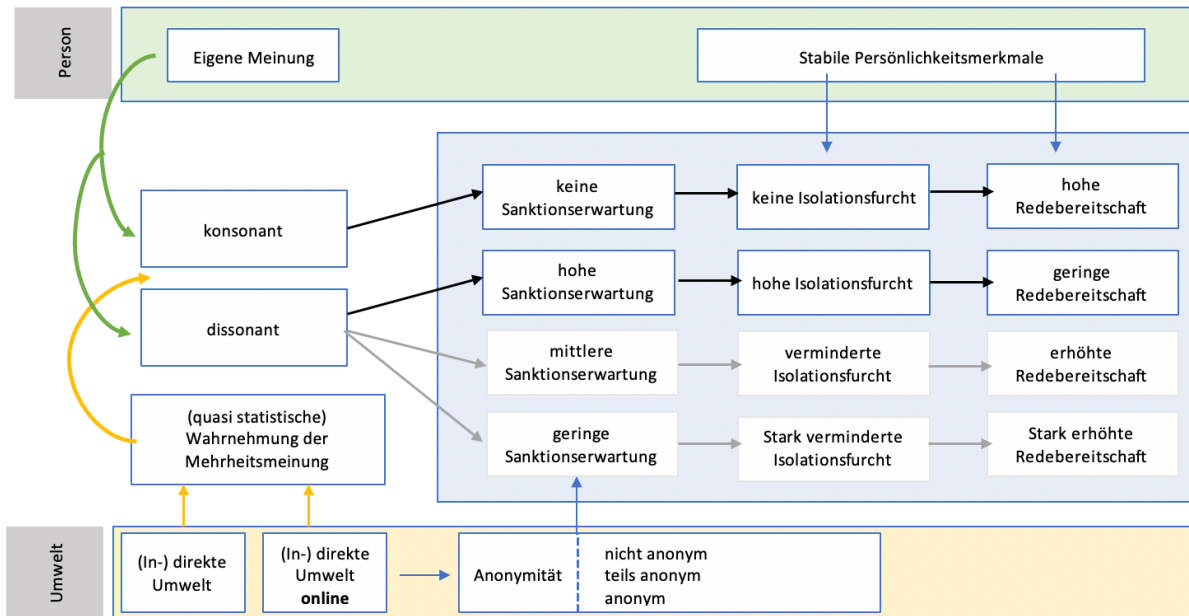 Person
Eigene Meinung
Stabile Persönlichkeitsmerkmale
konsonant
keine
Sanktionserwartung
keine Isolationsfurcht
hohe
Redebereitschaft
dissonant
hohe
Sanktionserwartung
hohe Isolationsfurcht
geringe
Redebereitschaft
mittlere
Sanktionserwartung
verminderte
Isolationsfurcht
erhöhte
Redebereitschaft
(quasi statistische)
Wahrnehmung der
Mehrheitsmeinung
geringe
Sanktionserwartung
Stark verminderte
Isolationsfurcht
Stark erhöhte
Redebereitschaft
Umwelt
(In-) direkte
Umwelt
(In-) direkte
Umwelt
online
Anonymität
nicht anonym
teils anonym
anonym